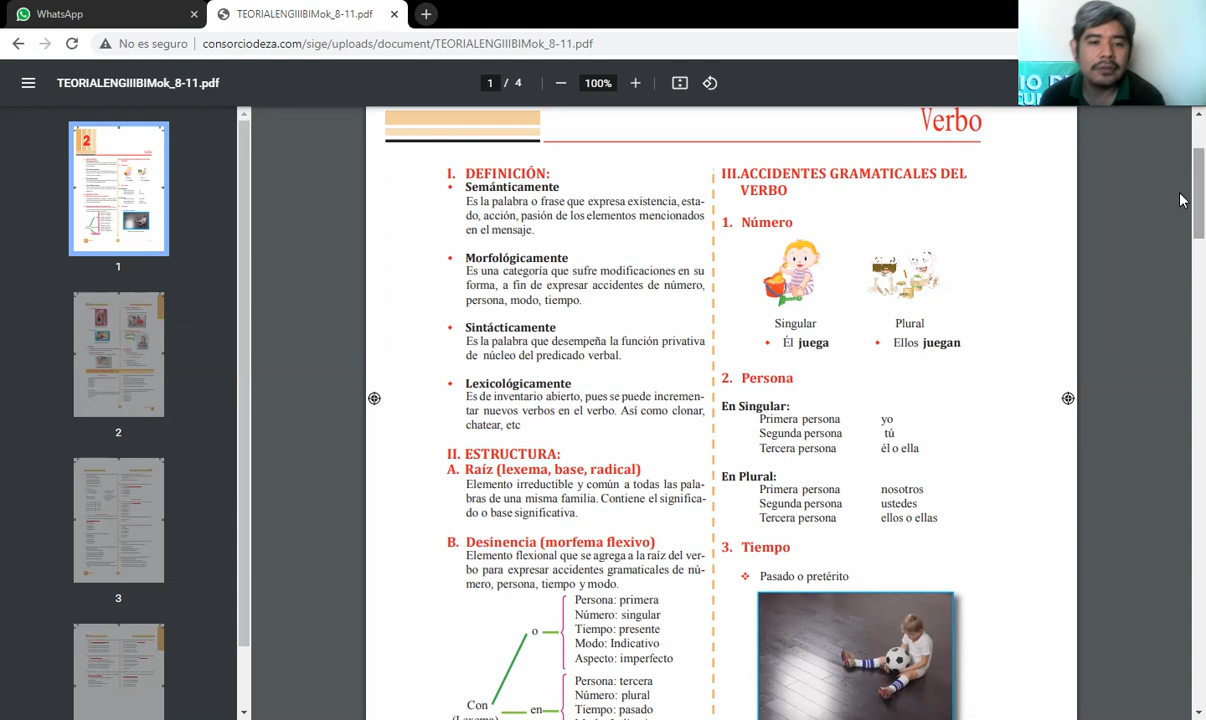 WhatsApp
TEORIALENGIIIBIMok_8-11.pdf
No es seguro
consorciodeza.com/sige/uploads/document/TEORIALENGIIIBIMok_8-11.pdf
TEORIALENGIIIBIMok_8-11.pdf
1 / 4
100%
2
1
2
3
Verbo
I. DEFINICIÓN:
Semánticamente
Es la palabra o frase que expresa existencia, esta-
do, acción, pasión de los elementos mencionados
en el mensaje.
Morfológicamente
Es una categoría que sufre modificaciones en su
forma, a fin de expresar accidentes de número,
persona, modo, tiempo.
Sintácticamente
Es la palabra que desempeña la función privativa
de núcleo del predicado verbal.
Lexicológicamente
Es de inventario abierto, pues se puede incremen-
tar nuevos verbos en el verbo. Así como clonar,
chatear, etc
II. ESTRUCTURA:
A. Raíz (lexema, base, radical)
Elemento irreductible y común a todas las pala-
bras de una misma familia. Contiene el significa-
do o base significativa.
B. Desinencia (morfema flexivo)
Elemento flexional que se agrega a la raíz del ver-
bo para expresar accidentes gramaticales de nú-
mero, persona, tiempo y modo.
Persona: primera
Número: singular
o
Tiempo: presente
Modo: Indicativo
Aspecto: imperfecto
Persona: tercera
Número: plural
Con
en
Tiempo: pasado
(Lexema)
III.ACCIDENTES GRAMATICALES DEL
VERBO
1. Número
Singular
Plural
Él juega
Ellos juegan
2. Persona
En Singular:
Primera persona yo
Segunda persona tú
Tercera persona él o ella
En Plural:
Primera persona nosotros
Segunda persona ustedes
Tercera persona ellos o ellas
3. Tiempo
Pasado o pretérito